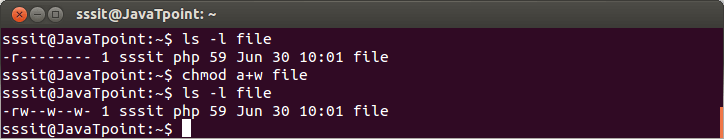 sssit@JavaTpoint: ~
sssit@JavaTpoint:~$ ls -l file
-r-------- 1 sssit php 59 Jun 30 10:01 file
sssit@JavaTpoint:~$ chmod a+w file
sssit@JavaTpoint:~$ ls -l file
-rw--w--w- 1 sssit php 59 Jun 30 10:01 file
sssit@JavaTpoint:~$